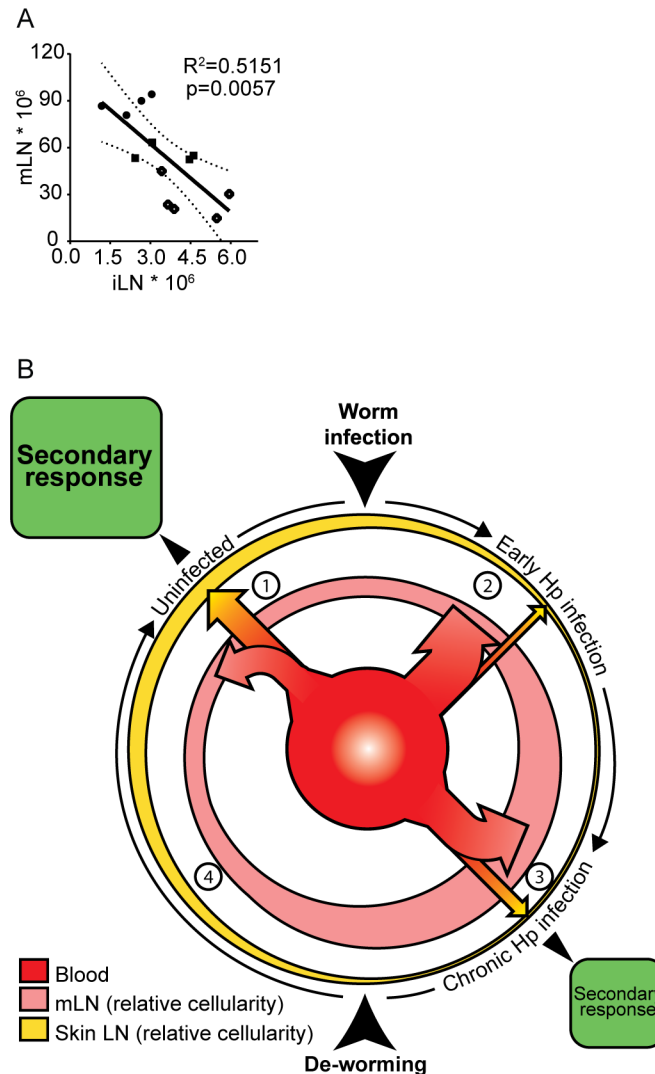 A
120
90
60
30
0
mLN * 10⁶
R²=0.5151
p=0.0057
0.0 1.5 3.0 4.5 6.0
iLN * 10⁶
B
Secondary
response
Worm
infection
Uninfected
Early Hp infection
1
2
3
4
Chronic Hp infection
Secondary
response
Blood
mLN (relative cellularity)
Skin LN (relative cellularity)
De-worming